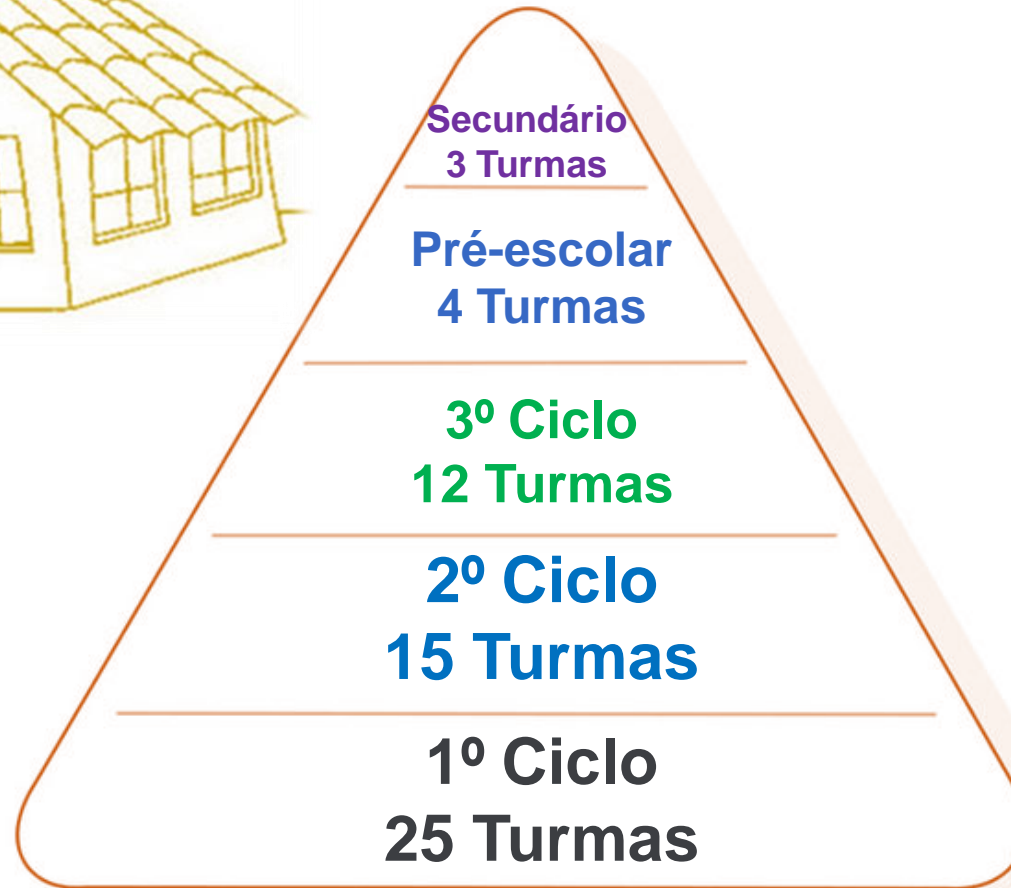 Secundário
3 Turmas
Pré-escolar
4 Turmas
3º Ciclo
12 Turmas
2º Ciclo
15 Turmas
1º Ciclo
25 Turmas